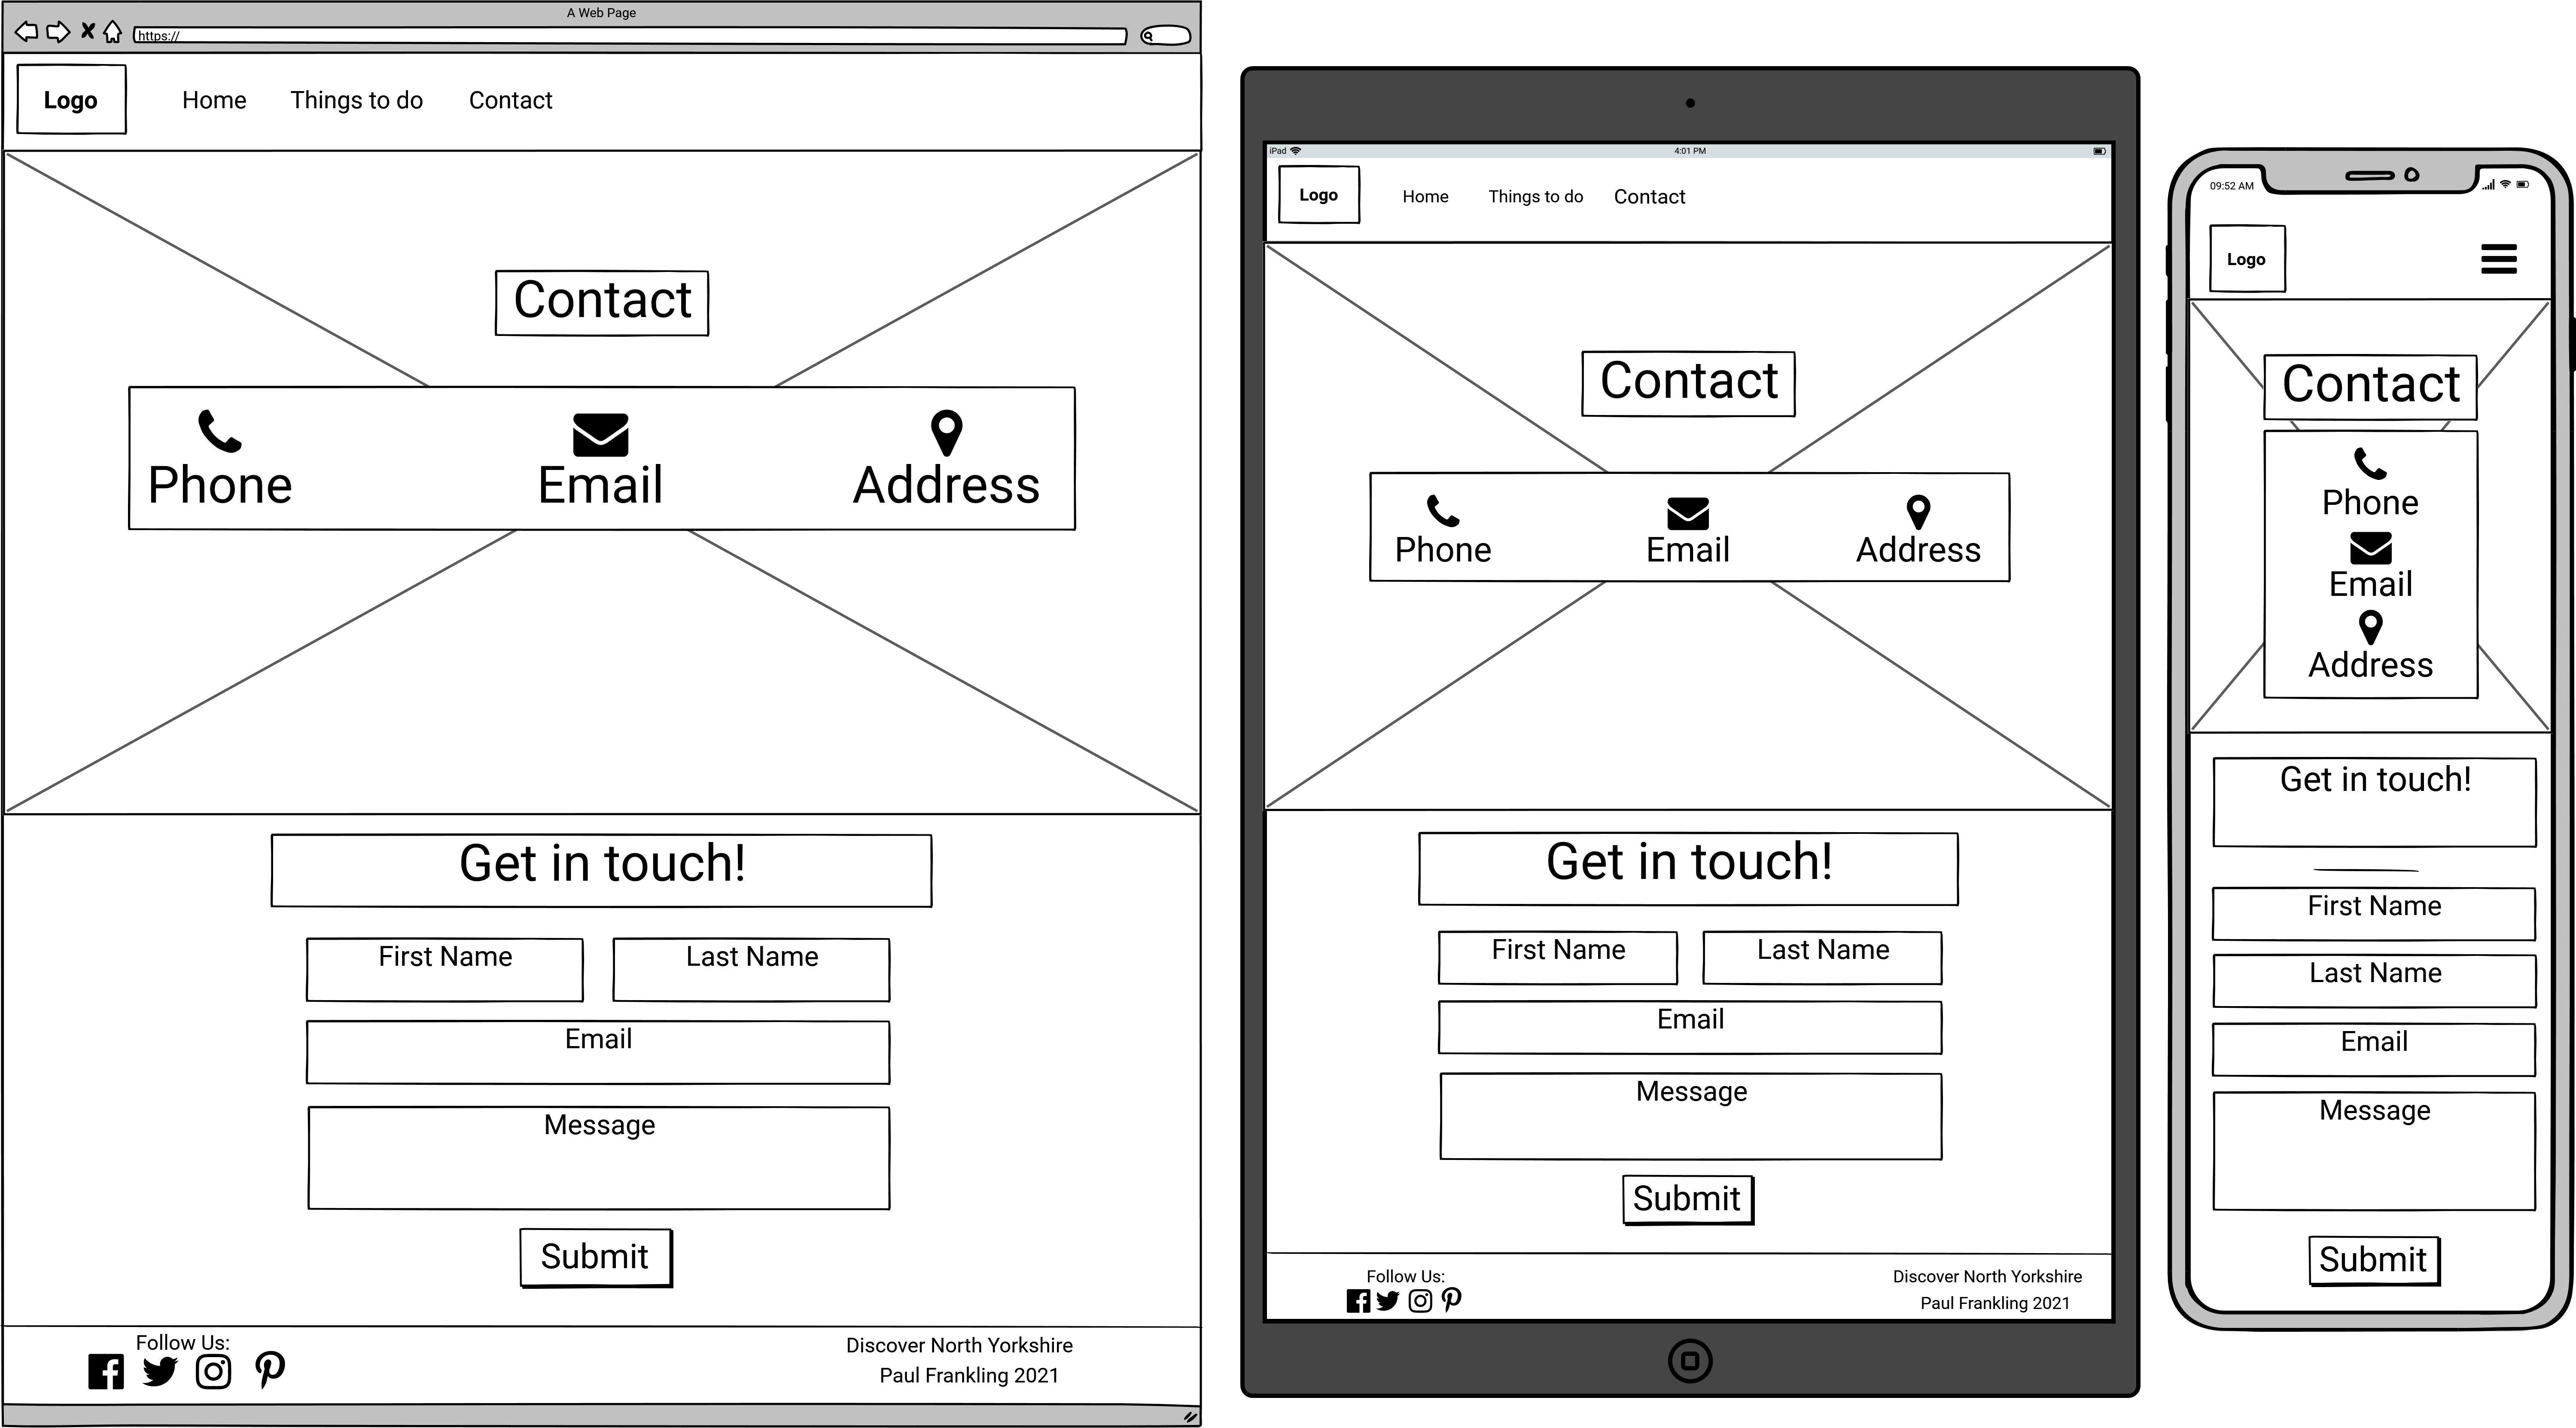 A Web Page
https://
Logo
Home Things to do Contact
Contact
Phone Email Address
Get in touch!
First Name Last Name
Email
Message
Submit
Follow Us:
Discover North Yorkshire
Paul Frankling 2021
iPad 4:01 PM
Logo
Home Things to do Contact
Contact
Phone Email Address
Get in touch!
First Name Last Name
Email
Message
Submit
Follow Us:
Discover North Yorkshire
Paul Frankling 2021
09:52 AM
Logo
Contact
Phone
Email
Address
Get in touch!
First Name
Last Name
Email
Message
Submit